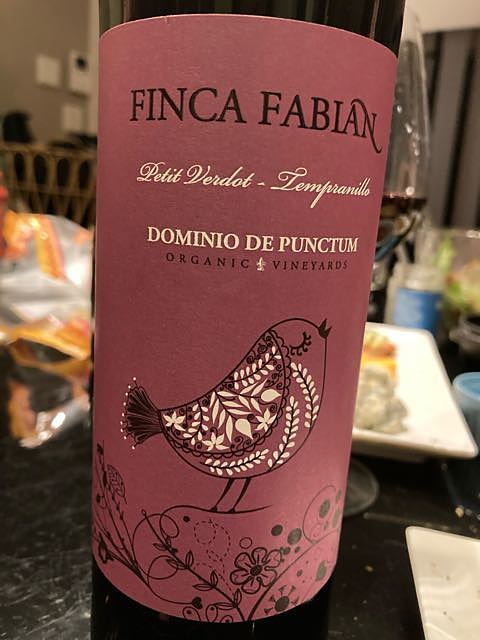 FINCA FABIAN
Petit Verdot - Tempranillo
DOMINIO DE PUNCTUM
ORGANIC VINEYARDS